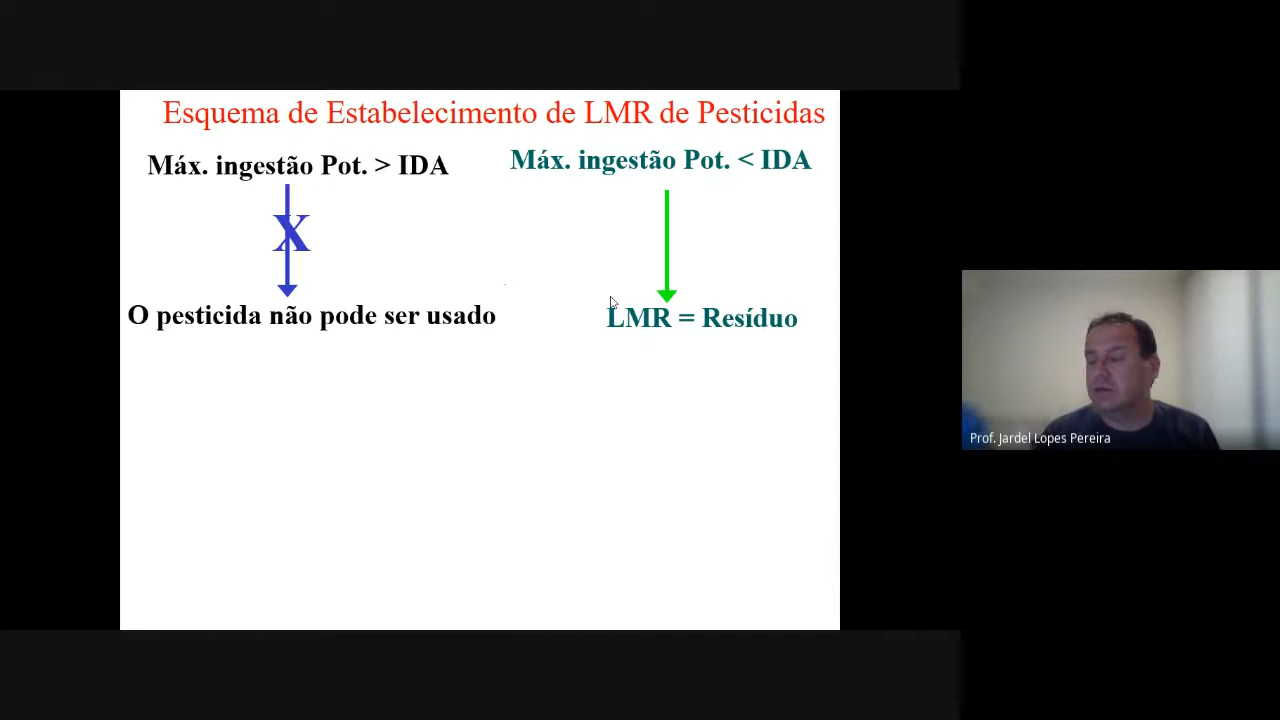 Esquema de Estabelecimento de LMR de Pesticidas
Máx. ingestão Pot. > IDA
Máx. ingestão Pot. < IDA
X
O pesticida não pode ser usado
LMR = Resíduo
Prof. Jardel Lopes Pereira